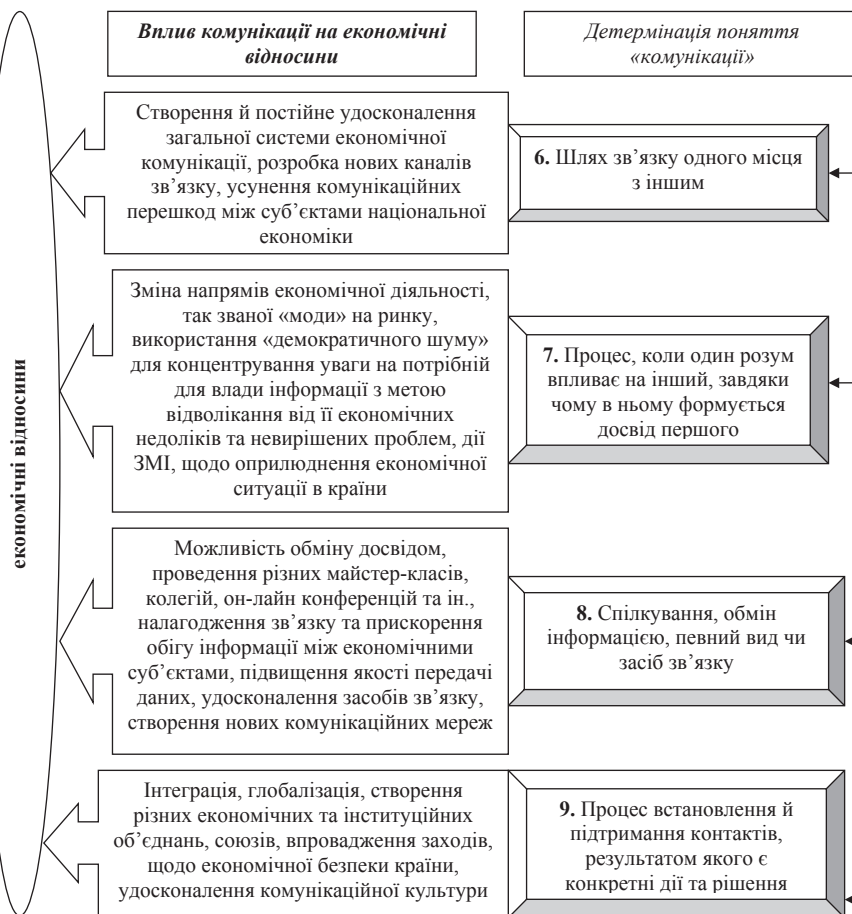 Вплив комунікації на економічні
відносини
Детермінація поняття
«комунікації»
економічні відносини
Створення й постійне удосконалення
загальної системи економічної
комунікації, розробка нових каналів
зв’язку, усунення комунікаційних
перешкод між суб’єктами національної
економіки
6. Шлях зв’язку одного місця
з іншим
Зміна напрямів економічної діяльності,
так званої «моди» на ринку,
використання «демократичного шуму»
для концентрування уваги на потрібній
для влади інформації з метою
відволікання від її економічних
недоліків та невирішених проблем, дії
ЗМІ, щодо оприлюднення економічної
ситуації в країни
7. Процес, коли один розум
впливає на інший, завдяки
чому в ньому формується
досвід першого
Можливість обміну досвідом,
проведення різних майстер-класів,
колегій, он-лайн конференцій та ін.,
налагодження зв’язку та прискорення
обігу інформації між економічними
суб’єктами, підвищення якості передачі
даних, удосконалення засобів зв’язку,
створення нових комунікаційних мереж
8. Спілкування, обмін
інформацією, певний вид чи
засіб зв’язку
Інтеграція, глобалізація, створення
різних економічних та інституційних
об’єднань, союзів, впровадження заходів,
щодо економічної безпеки країни,
удосконалення комунікаційної культури
9. Процес встановлення й
підтримання контактів,
результатом якого є
конкретні дії та рішення